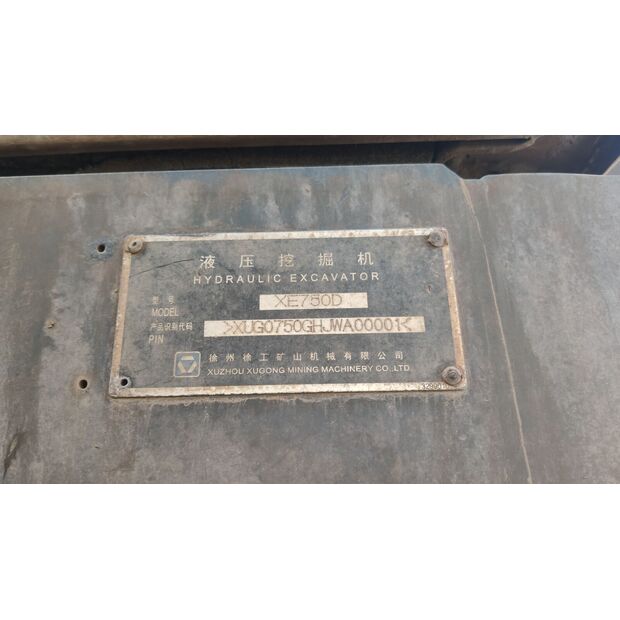 液压挖掘机
HYDRAULIC EXCAVATOR
型号 XE750D
MODEL
产品识别代码 >XUG0750GHJWA00001<
PIN
徐州徐工矿山机械有限公司
XUZHOU XUGONG MINING MACHINERY CO.,LTD.